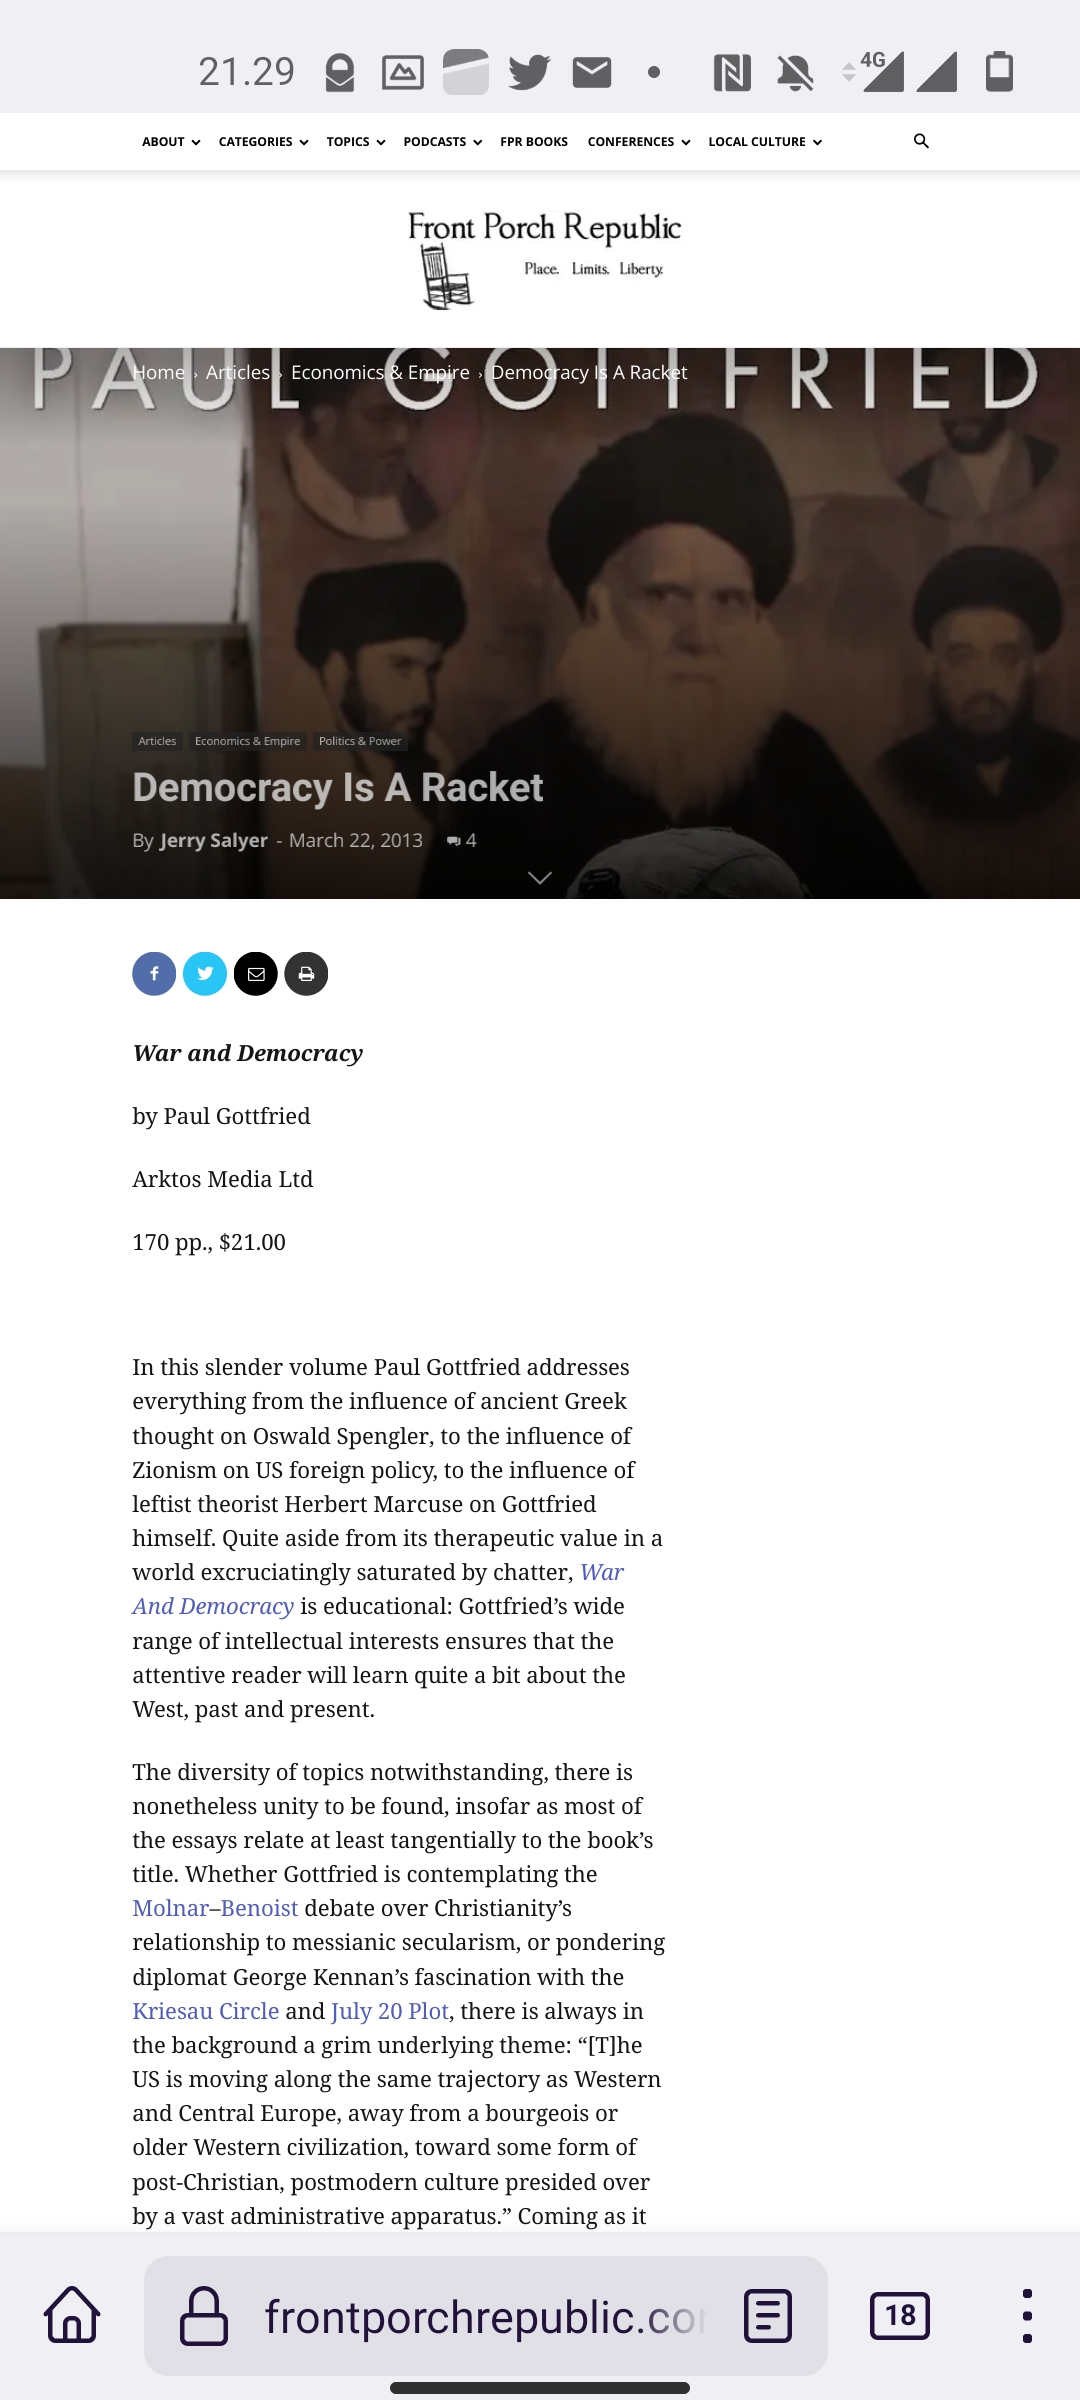 21.29
4G
ABOUT
CATEGORIES
TOPICS
PODCASTS
FPR BOOKS
CONFERENCES
LOCAL CULTURE
Front Porch Republic
Place. Limits. Liberty.
PAUL GOTTFRIED
Home › Articles › Economics & Empire › Democracy Is A Racket
Articles
Economics & Empire
Politics & Power
Democracy Is A Racket
By Jerry Salyer - March 22, 2013 4
War and Democracy
by Paul Gottfried
Arktos Media Ltd
170 pp., $21.00
In this slender volume Paul Gottfried addresses
everything from the influence of ancient Greek
thought on Oswald Spengler, to the influence of
Zionism on US foreign policy, to the influence of
leftist theorist Herbert Marcuse on Gottfried
himself. Quite aside from its therapeutic value in a
world excruciatingly saturated by chatter, War
And Democracy is educational: Gottfried’s wide
range of intellectual interests ensures that the
attentive reader will learn quite a bit about the
West, past and present.
The diversity of topics notwithstanding, there is
nonetheless unity to be found, insofar as most of
the essays relate at least tangentially to the book’s
title. Whether Gottfried is contemplating the
Molnar–Benoist debate over Christianity’s
relationship to messianic secularism, or pondering
diplomat George Kennan’s fascination with the
Kriesau Circle and July 20 Plot, there is always in
the background a grim underlying theme: “[T]he
US is moving along the same trajectory as Western
and Central Europe, away from a bourgeois or
older Western civilization, toward some form of
post-Christian, postmodern culture presided over
by a vast administrative apparatus.” Coming as it
frontporchrepublic.co
18